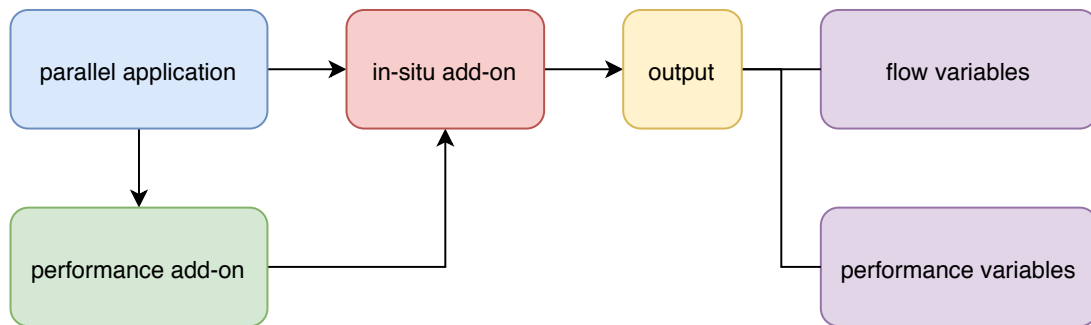 parallel application
in-situ add-on
output
flow variables
performance add-on
performance variables